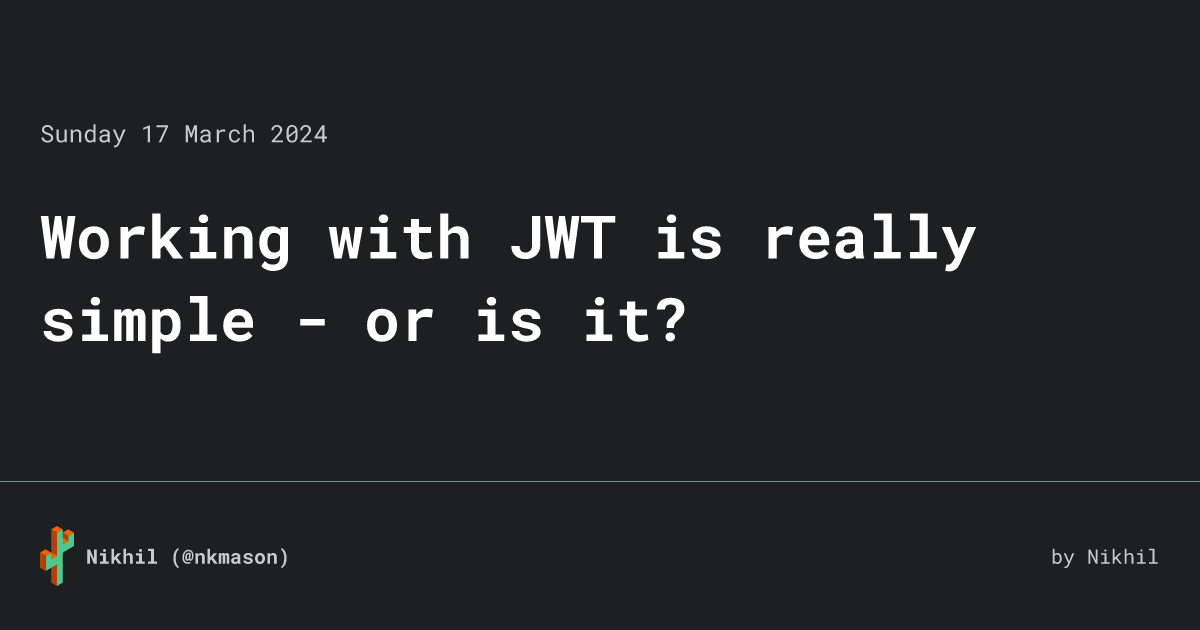 Sunday 17 March 2024
Working with JWT is really
simple - or is it?
Nikhil (@nkmason)
by Nikhil